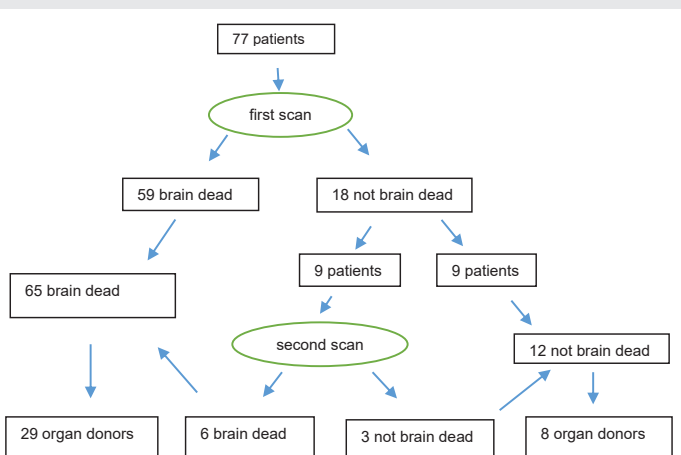 77 patients
first scan
59 brain dead
18 not brain dead
9 patients
9 patients
65 brain dead
second scan
12 not brain dead
29 organ donors
6 brain dead
3 not brain dead
8 organ donors